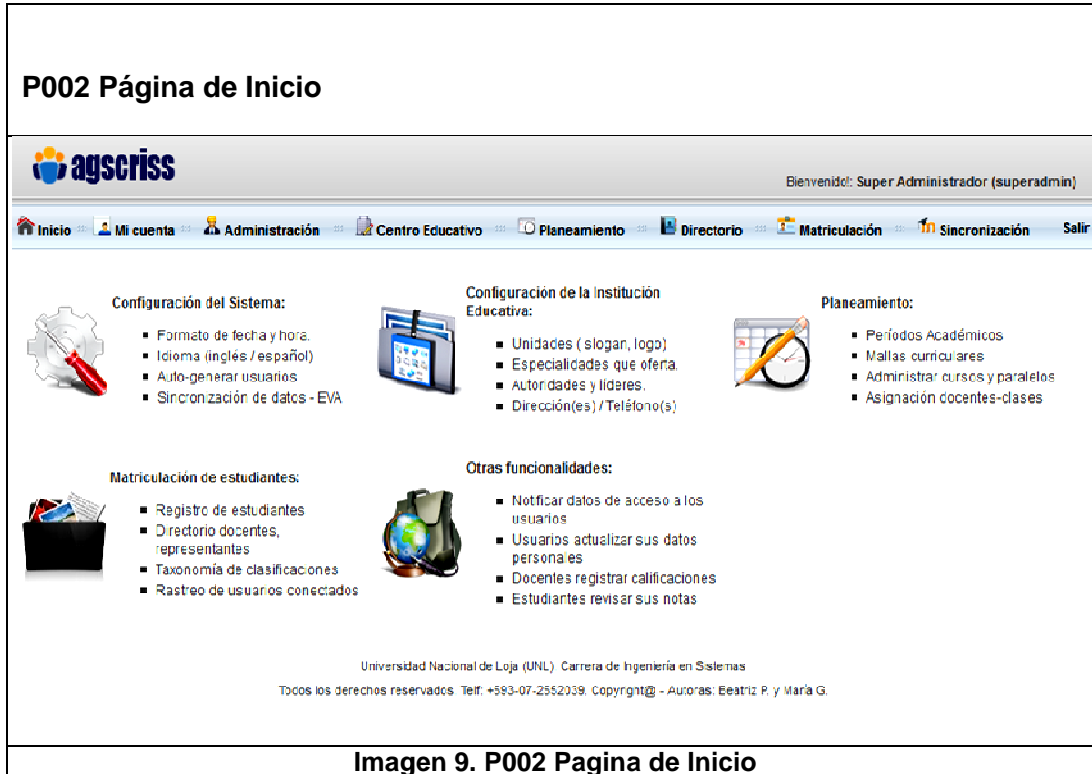 P002 Página de Inicio
agscriss
Bienvenido!: Super Administrador (superadmin)
Inicio ::: Mi cuenta ::: Administración ::: Centro Educativo ::: Planeamiento ::: Directorio ::: Matriculación ::: Sincronización Salir
Configuración del Sistema:
Formato de fecha y hora.
Idioma (inglés / español)
Auto-generar usuarios
Sincronización de datos - EVA
Configuración de la Institución
Educativa:
Unidades ( slogan, logo)
Especialidades que oferta.
Autoridades y líderes.
Dirección(es) / Teléfono(s)
Planeamiento:
Períodos Académicos
Mallas curriculares
Administrar cursos y paralelos
Asignación docentes-clases
Matriculación de estudiantes:
Registro de estudiantes
Directorio docentes,
representantes
Taxonomía de clasificaciones
Rastreo de usuarios conectados
Otras funcionalidades:
Notificar datos de acceso a los
usuarios
Usuarios actualizar sus datos
personales
Docentes registrar calificaciones
Estudiantes revisar sus notas
Universidad Nacional de Loja (UNL) Carrera de Ingeniería en Sistemas
Todos los derechos reservados. Telf: +593-07-2552039. Copyright@ - Autoras: Beatriz P. y María G.
Imagen 9. P002 Pagina de Inicio